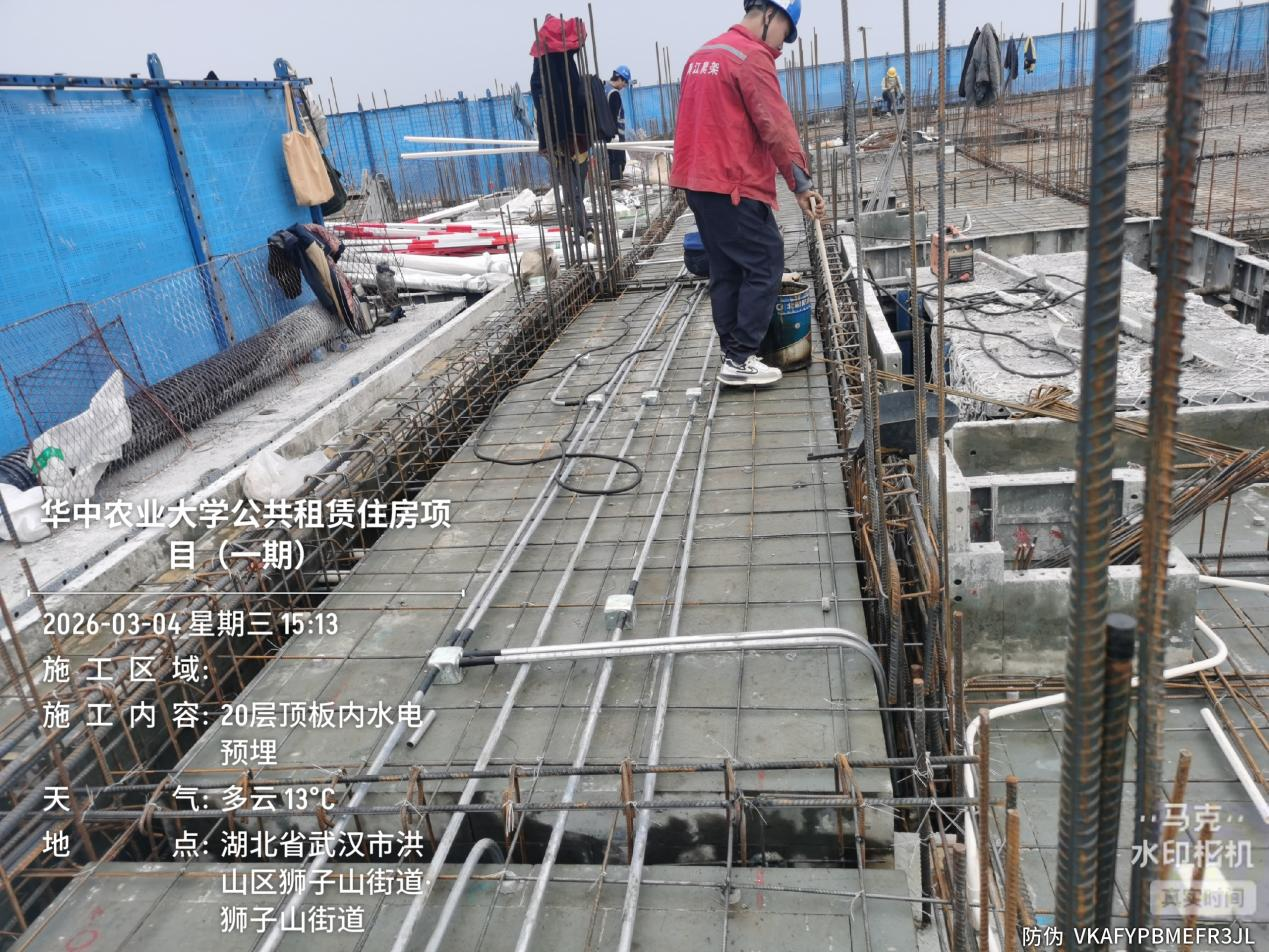 华中农业大学公共租赁住房项
目（一期）
2026-03-04 星期三 15:13
施工区域:
施工内容: 20层顶板内水电
预埋
天气: 多云 13℃
地点: 湖北省武汉市洪
山区狮子山街道·
狮子山街道
马克
水印相机
真实时间
防伪 VKAFYPBMEFR3JL